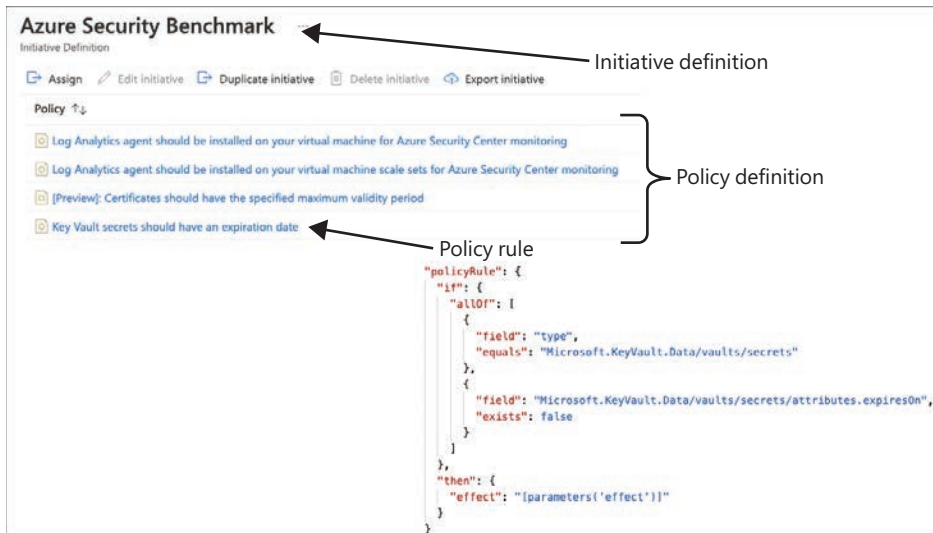 Azure Security Benchmark ...
Initiative Definition
Initiative definition
Assign Edit initiative Duplicate initiative Delete initiative Export initiative
Policy ↑↓
Log Analytics agent should be installed on your virtual machine for Azure Security Center monitoring
Log Analytics agent should be installed on your virtual machine scale sets for Azure Security Center monitoring
[Preview]: Certificates should have the specified maximum validity period
Key Vault secrets should have an expiration date
Policy definition
Policy rule
"policyRule": {
"if": {
"allOf": [
{
"field": "type",
"equals": "Microsoft.KeyVault.Data/vaults/secrets"
},
{
"field": "Microsoft.KeyVault.Data/vaults/secrets/attributes.expiresOn",
"exists": false
}
]
},
"then": {
"effect": "[parameters('effect')]"
}
}